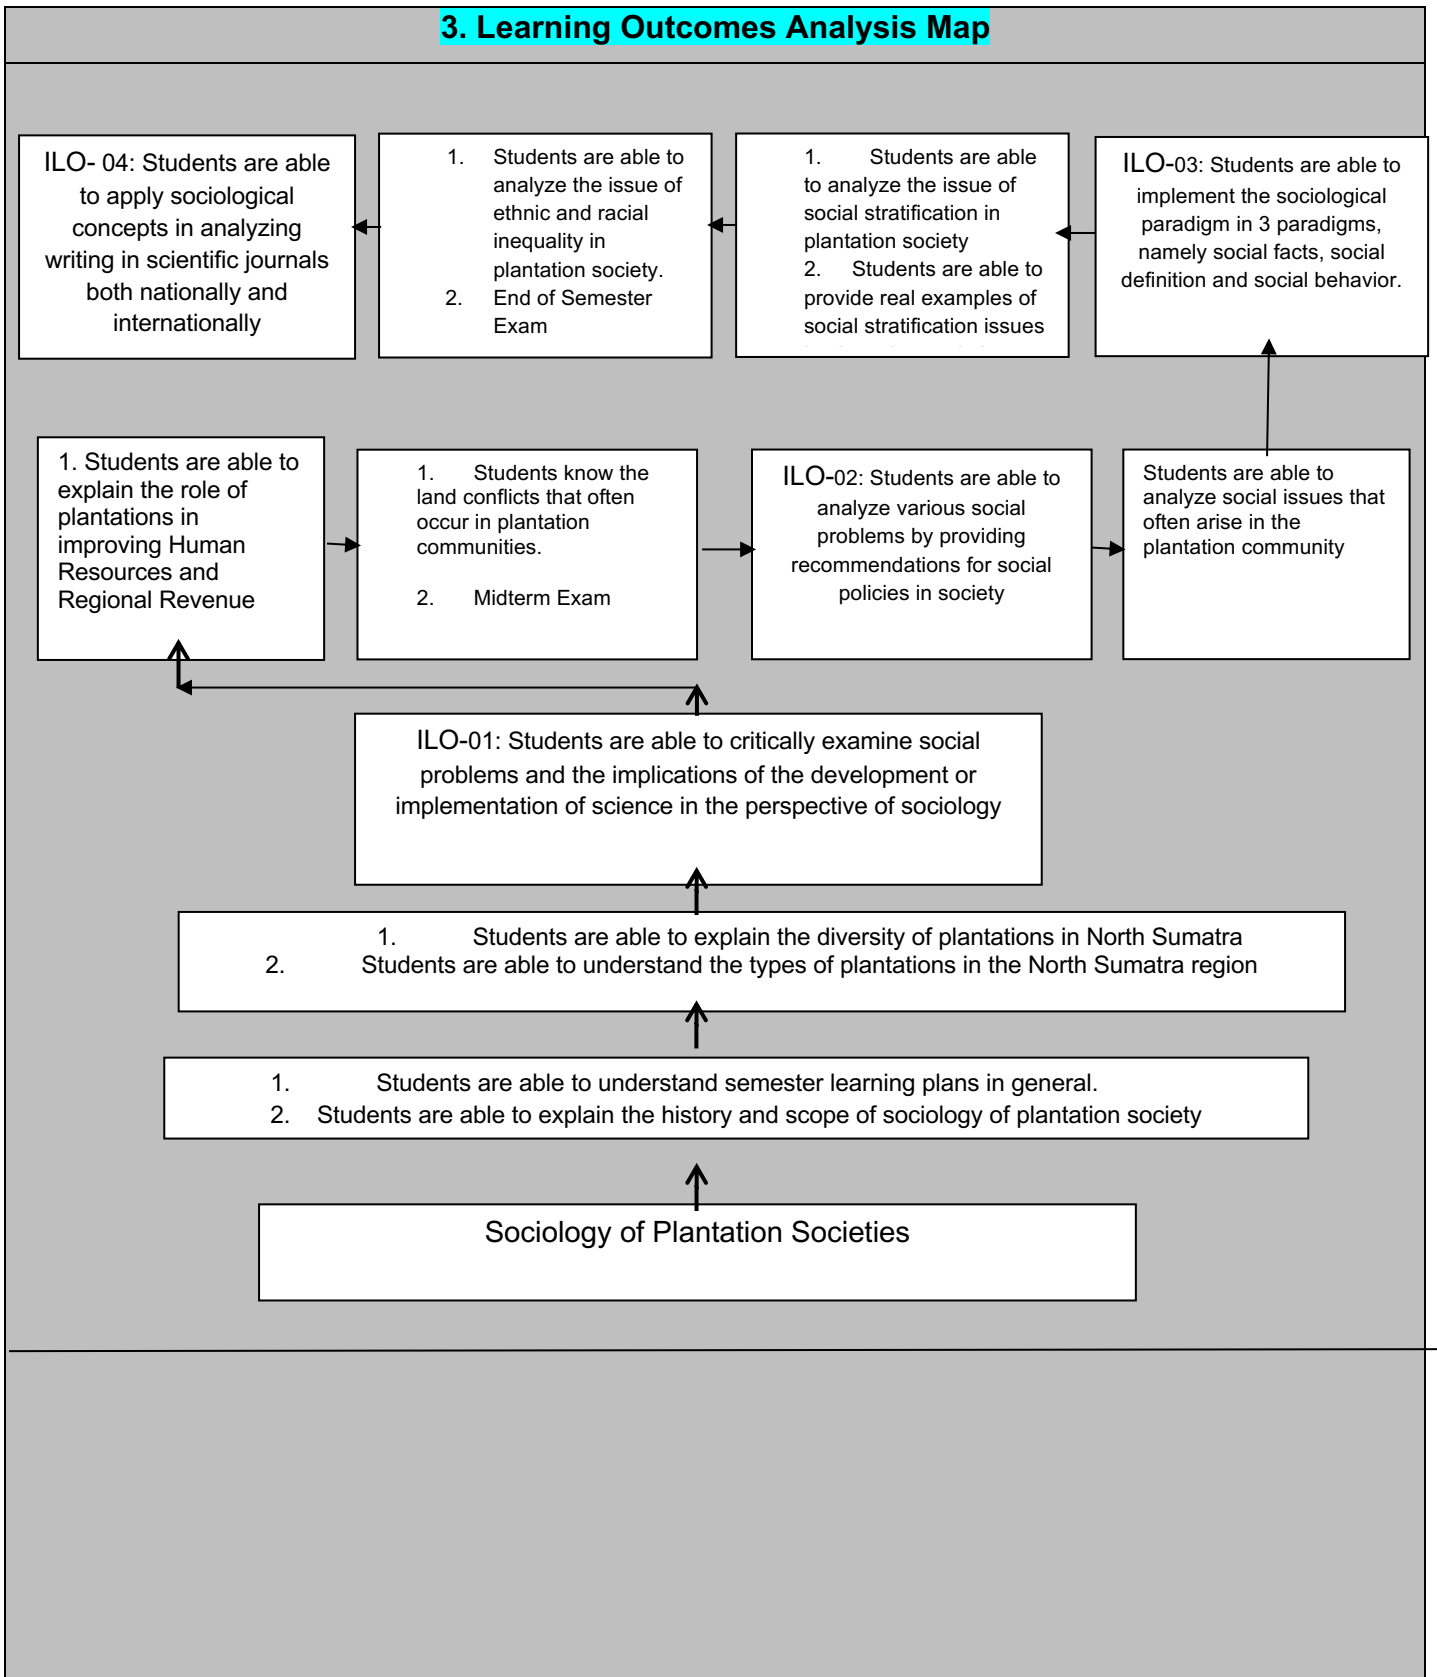 3. Learning Outcomes Analysis Map
ILO- 04: Students are able
to apply sociological
concepts in analyzing
writing in scientific journals
both nationally and
internationally
1. Students are able to
analyze the issue of
ethnic and racial
inequality in
plantation society.
2. End of Semester
Exam
1. Students are able
to analyze the issue of
social stratification in
plantation society
2. Students are able to
provide real examples of
social stratification issues
ILO-03: Students are able to
implement the sociological
paradigm in 3 paradigms,
namely social facts, social
definition and social behavior.
1. Students are able to
explain the role of
plantations in
improving Human
Resources and
Regional Revenue
1. Students know the
land conflicts that often
occur in plantation
communities.
2. Midterm Exam
ILO-02: Students are able to
analyze various social
problems by providing
recommendations for social
policies in society
Students are able to
analyze social issues that
often arise in the
plantation community
ILO-01: Students are able to critically examine social
problems and the implications of the development or
implementation of science in the perspective of sociology
1. Students are able to explain the diversity of plantations in North Sumatra
2. Students are able to understand the types of plantations in the North Sumatra region
1. Students are able to understand semester learning plans in general.
2. Students are able to explain the history and scope of sociology of plantation society
Sociology of Plantation Societies